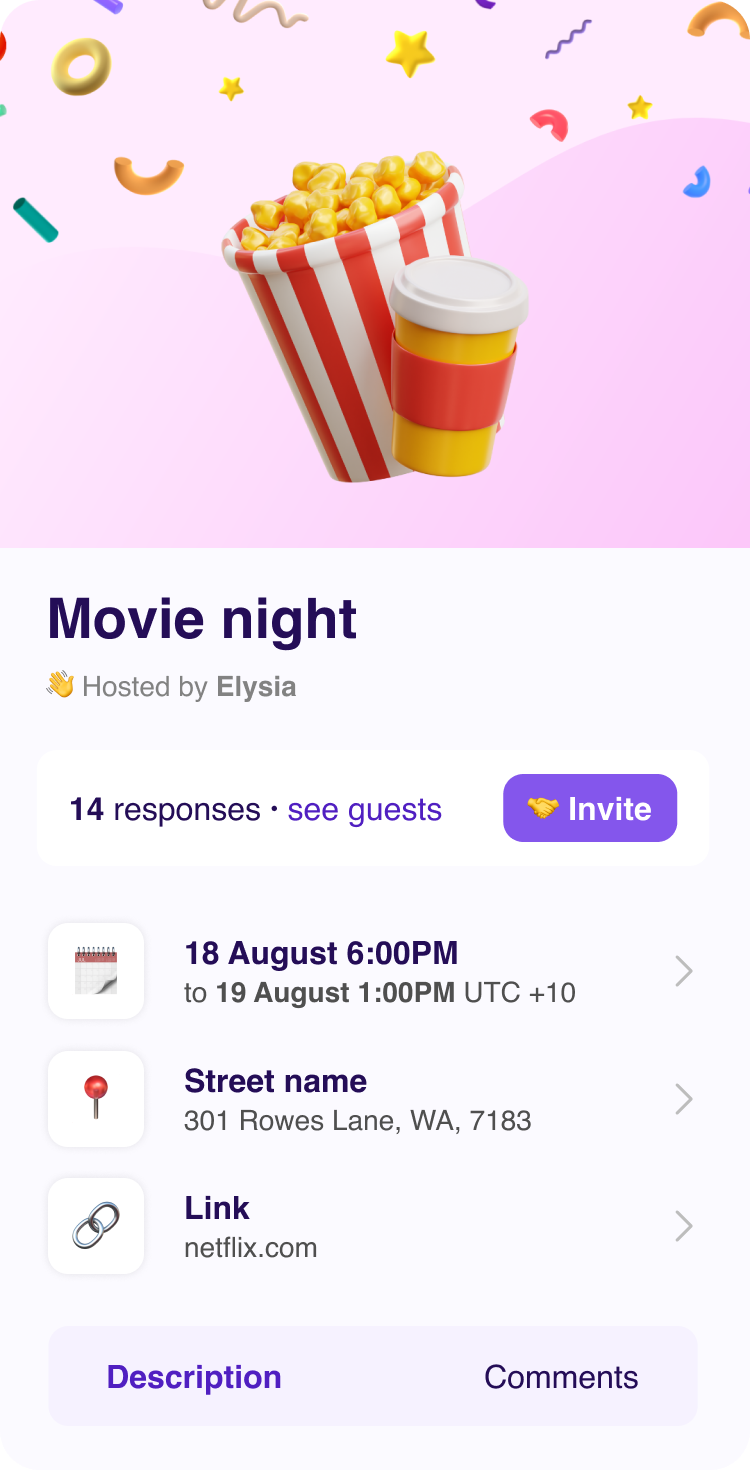 Movie night
👋 Hosted by Elysia
14 responses • see guests
🤝 Invite
18 August 6:00PM
to 19 August 1:00PM UTC +10
Street name
301 Rowes Lane, WA, 7183
Link
netflix.com
Description
Comments